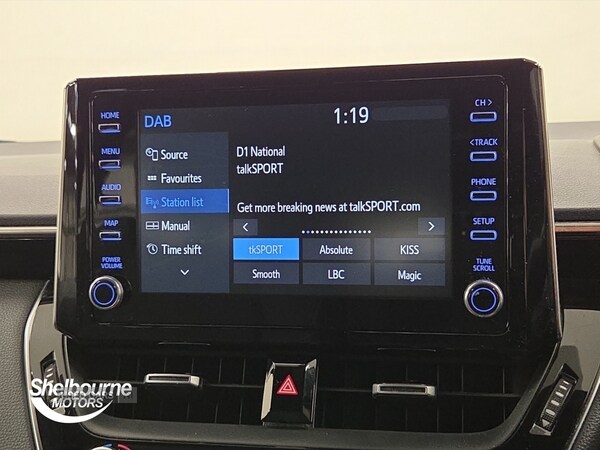 HOME
MENU
AUDIO
MAP
POWER
VOLUME
DAB
1:19
Source
Favourites
Station list
Manual
Time shift
D1 National
talkSPORT
Get more breaking news at talkSPORT.com
tkSPORT
Absolute
KISS
Smooth
LBC
Magic
CH >
<TRACK
PHONE
SETUP
TUNE
SCROLL
Shelbourne
MOTORS